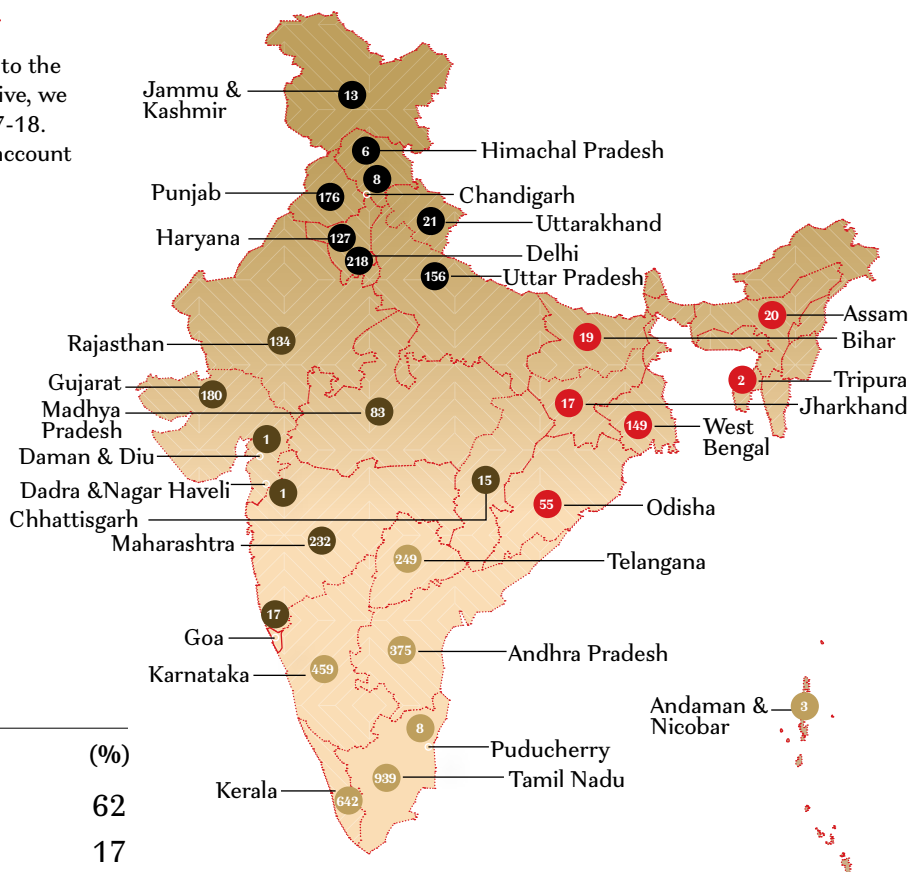 to the
ive, we
7-18.
account
Jammu &
Kashmir
13
6
Himachal Pradesh
8
Chandigarh
Punjab
176
21
Uttarakhand
Haryana
127
Delhi
218
156
Uttar Pradesh
20
Assam
19
Bihar
Rajasthan
134
Gujarat
180
2
Tripura
Madhya
Pradesh
83
17
Jharkhand
1
149
West
Bengal
Daman & Diu
Dadra &Nagar Haveli
1
15
55
Odisha
Chhattisgarh
Maharashtra
232
249
Telangana
17
Goa
375
Andhra Pradesh
Karnataka
459
Andaman &
Nicobar
3
8
Puducherry
(%)
939
Tamil Nadu
Kerala
642
62
17